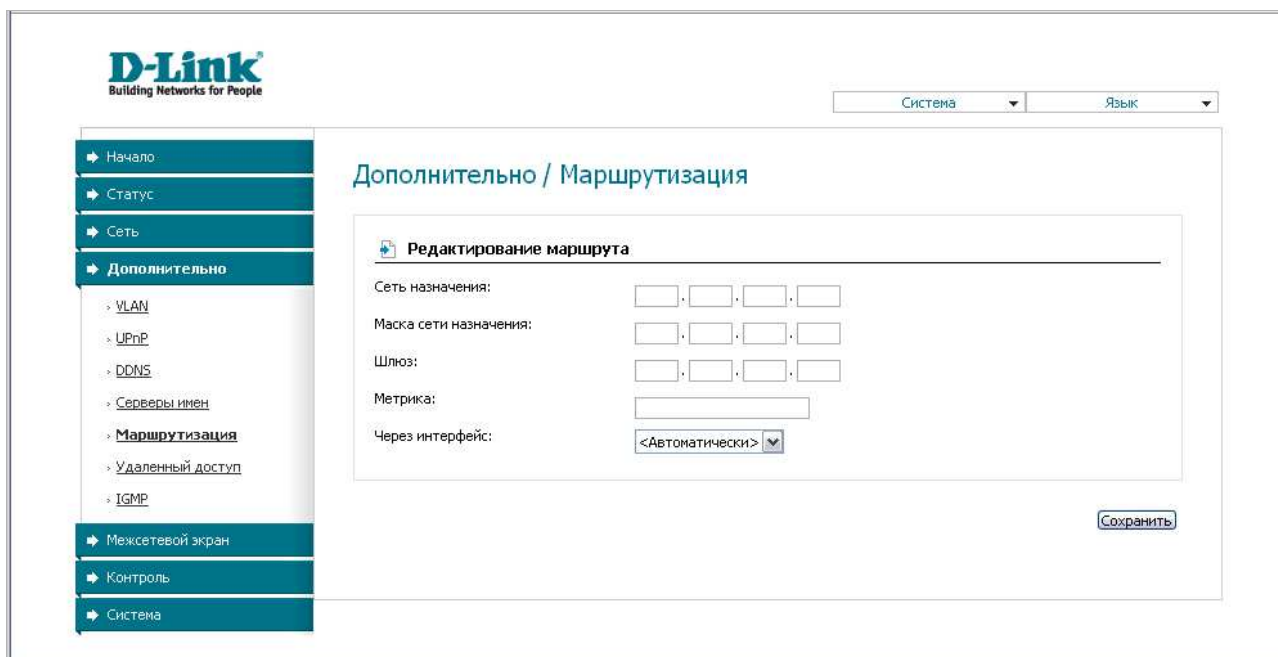 D-Link
Building Networks for People
Система
Язык
Начало
Статус
Сеть
Дополнительно
VLAN
UPnP
DDNS
Серверы имен
Маршрутизация
Удаленный доступ
IGMP
Межсетевой экран
Контроль
Система
Дополнительно / Маршрутизация
Редактирование маршрута
Сеть назначения:
. . .
Маска сети назначения:
. . .
Шлюз:
. . .
Метрика:
Через интерфейс: <Автоматически>
Сохранить